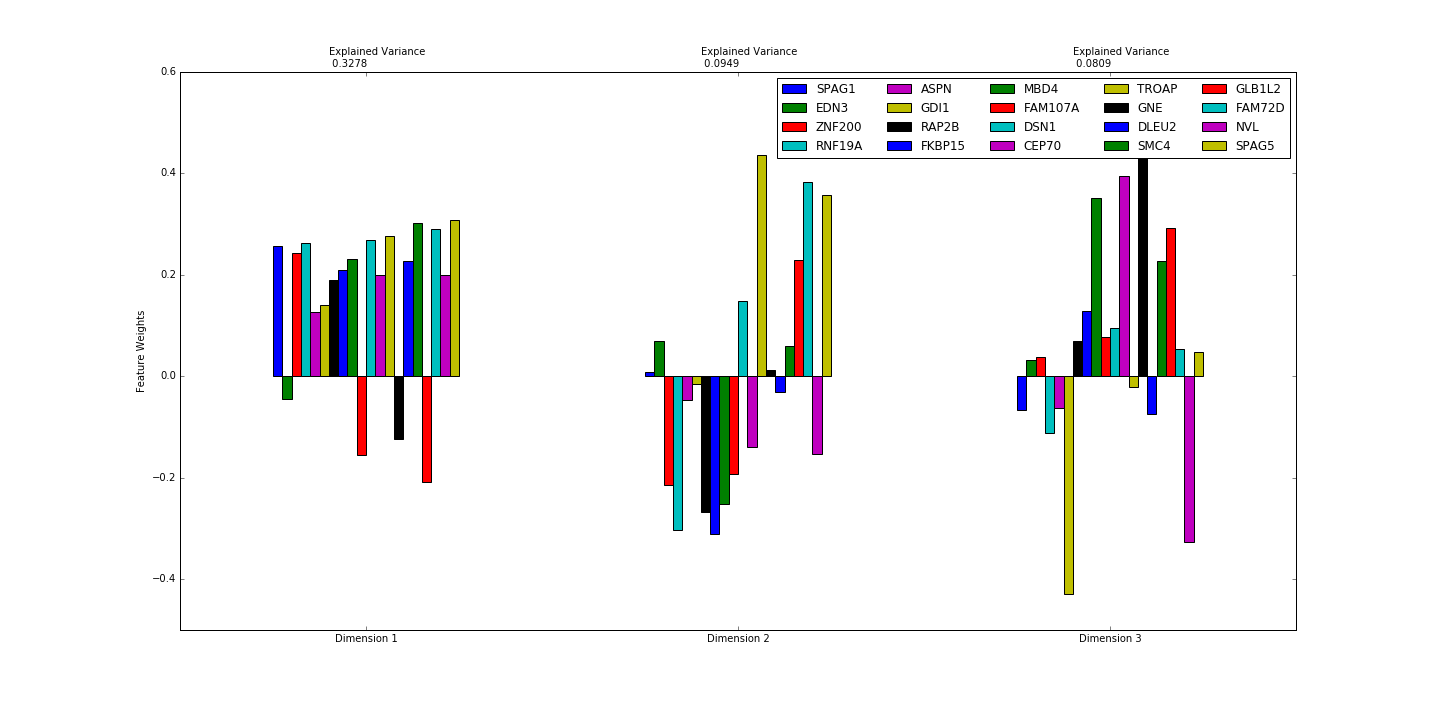 Explained Variance
0.3278
Explained Variance
0.0949
Explained Variance
0.0809
0.6
0.4
0.2
0.0
−0.2
−0.4
Feature Weights
SPAG1 ASPN MBD4 TROAP GLB1L2
EDN3 GDI1 FAM107A GNE FAM72D
ZNF200 RAP2B DSN1 DLEU2 NVL
RNF19A FKBP15 CEP70 SMC4 SPAG5
Dimension 1 Dimension 2 Dimension 3